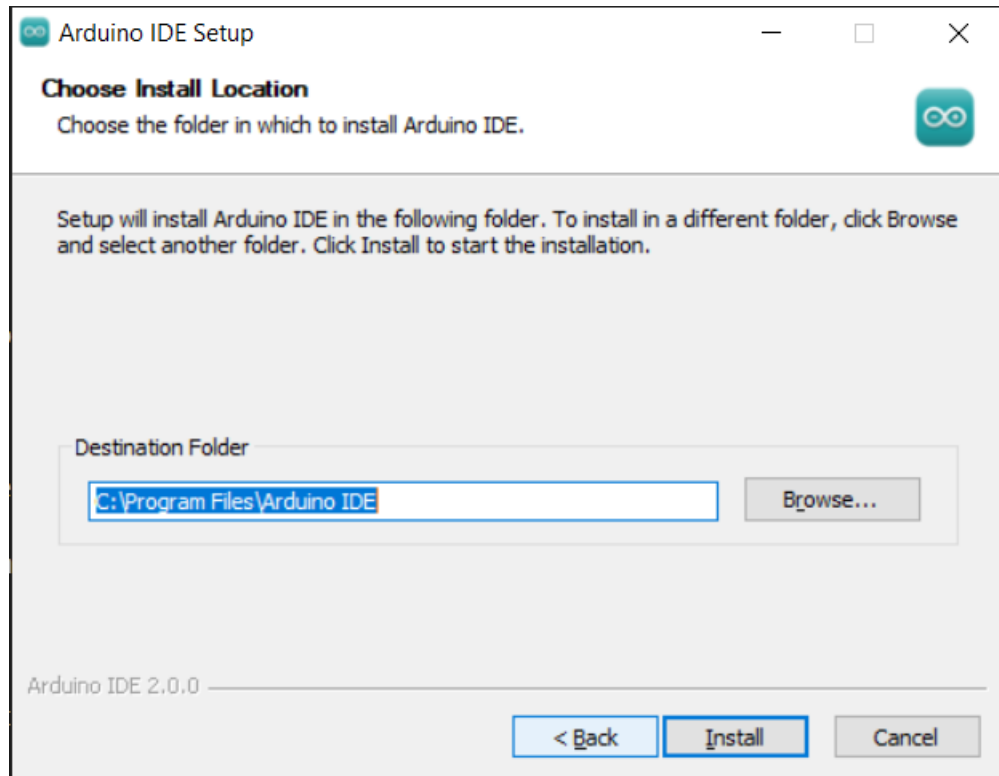 Arduino IDE Setup
Choose Install Location
Choose the folder in which to install Arduino IDE.
Setup will install Arduino IDE in the following folder. To install in a different folder, click Browse
and select another folder. Click Install to start the installation.
Destination Folder
C:\Program Files\Arduino IDE
Browse...
Arduino IDE 2.0.0
< Back
Install
Cancel